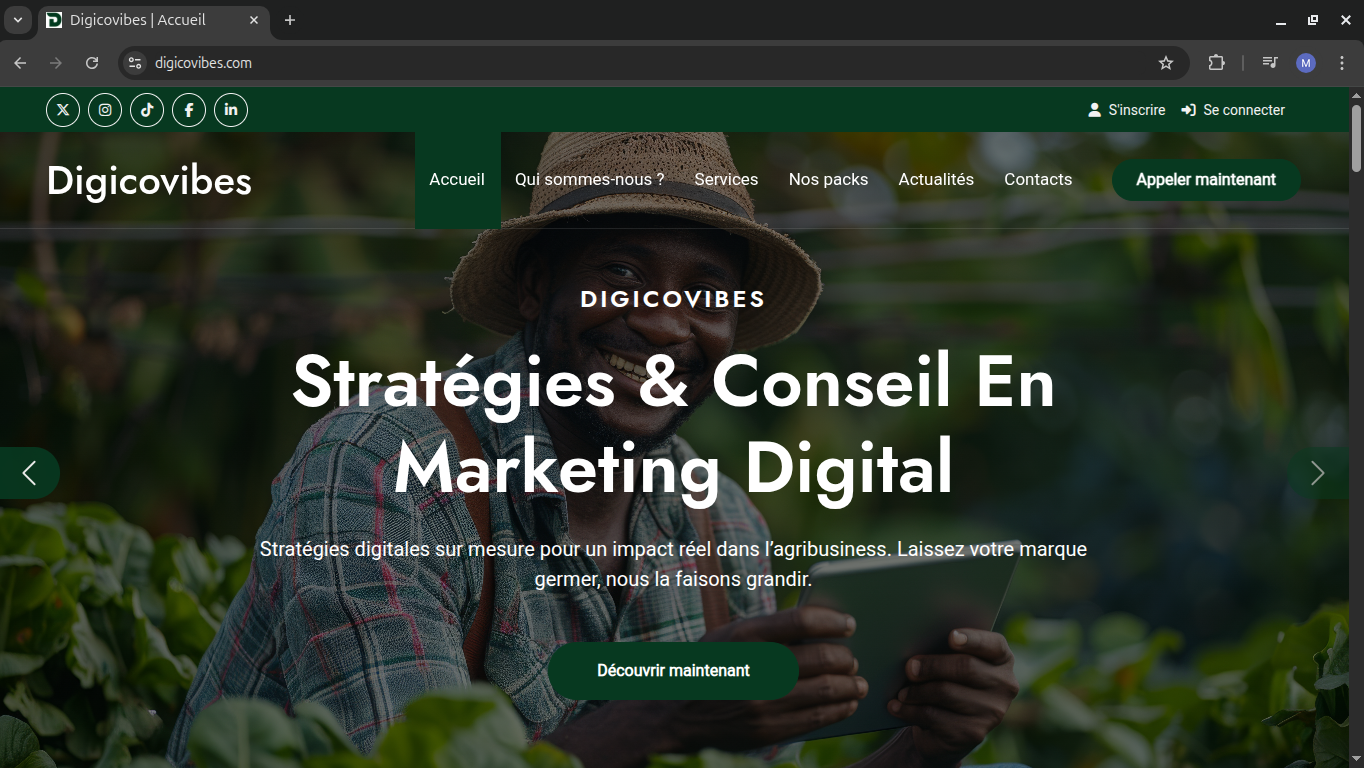 Digicovibes | Accueil
digicovibes.com
M
S'inscrire
Se connecter
Digicovibes
Accueil
Qui sommes-nous ?
Services
Nos packs
Actualités
Contacts
Appeler maintenant
DIGICOVIBES
Stratégies & Conseil En
Marketing Digital
Stratégies digitales sur mesure pour un impact réel dans l’agribusiness. Laissez votre marque
germer, nous la faisons grandir.
Découvrir maintenant